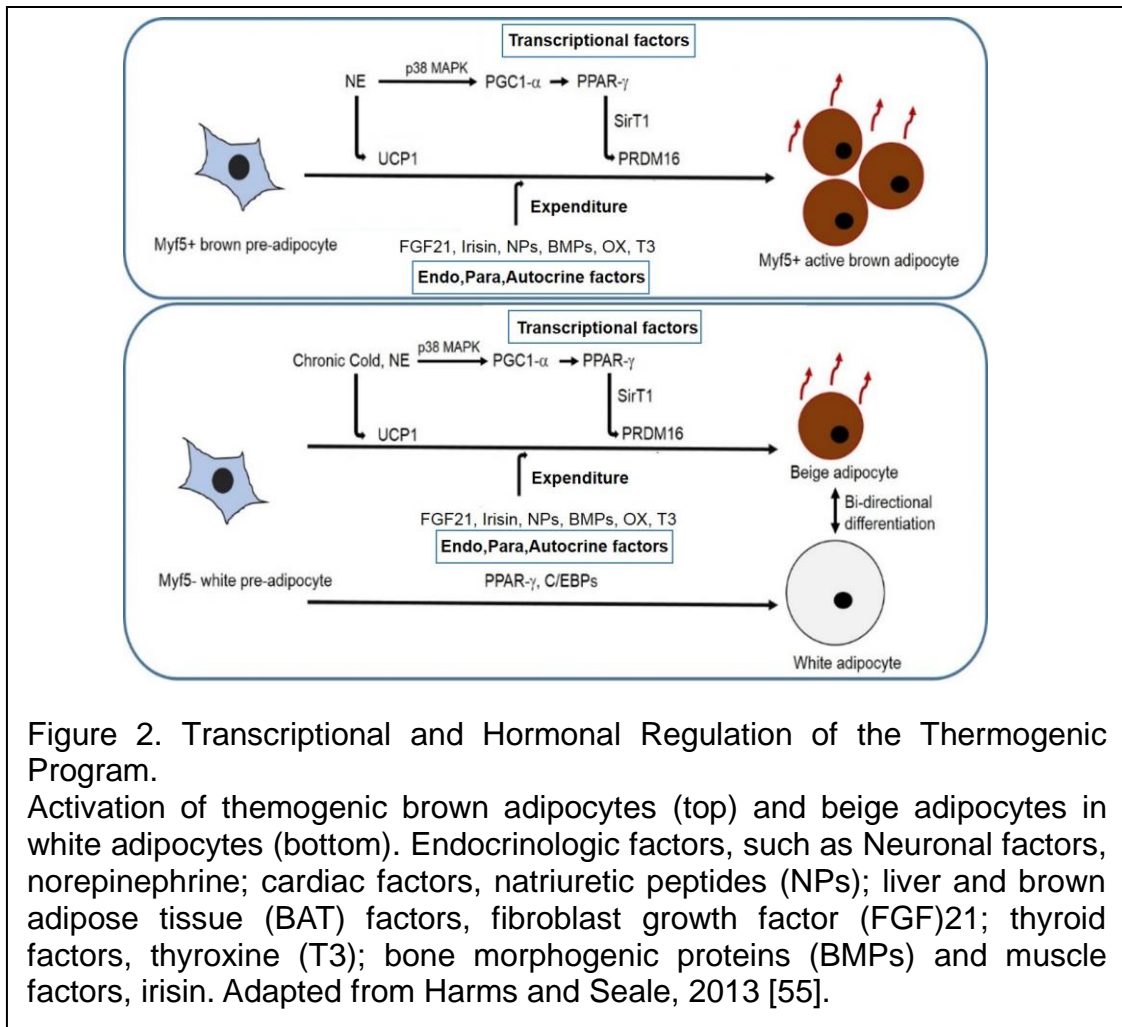 Transcriptional factors
p38 MAPK
NE PGC1-α PPAR-γ
SirT1
UCP1 PRDM16
Expenditure
Myf5+ brown pre-adipocyte
FGF21, Irisin, NPs, BMPs, OX, T3
Myf5+ active brown adipocyte
Endo,Para,Autocrine factors
Transcriptional factors
p38 MAPK
Chronic Cold, NE PGC1-α PPAR-γ
SirT1
UCP1 PRDM16
Beige adipocyte
Expenditure
Bi-directional
differentiation
FGF21, Irisin, NPs, BMPs, OX, T3
Endo,Para,Autocrine factors
Myf5- white pre-adipocyte
PPAR-γ, C/EBPs
White adipocyte
Figure 2. Transcriptional and Hormonal Regulation of the Thermogenic
Program.
Activation of themogenic brown adipocytes (top) and beige adipocytes in
white adipocytes (bottom). Endocrinologic factors, such as Neuronal factors,
norepinephrine; cardiac factors, natriuretic peptides (NPs); liver and brown
adipose tissue (BAT) factors, fibroblast growth factor (FGF)21; thyroid
factors, thyroxine (T3); bone morphogenic proteins (BMPs) and muscle
factors, irisin. Adapted from Harms and Seale, 2013 [55].